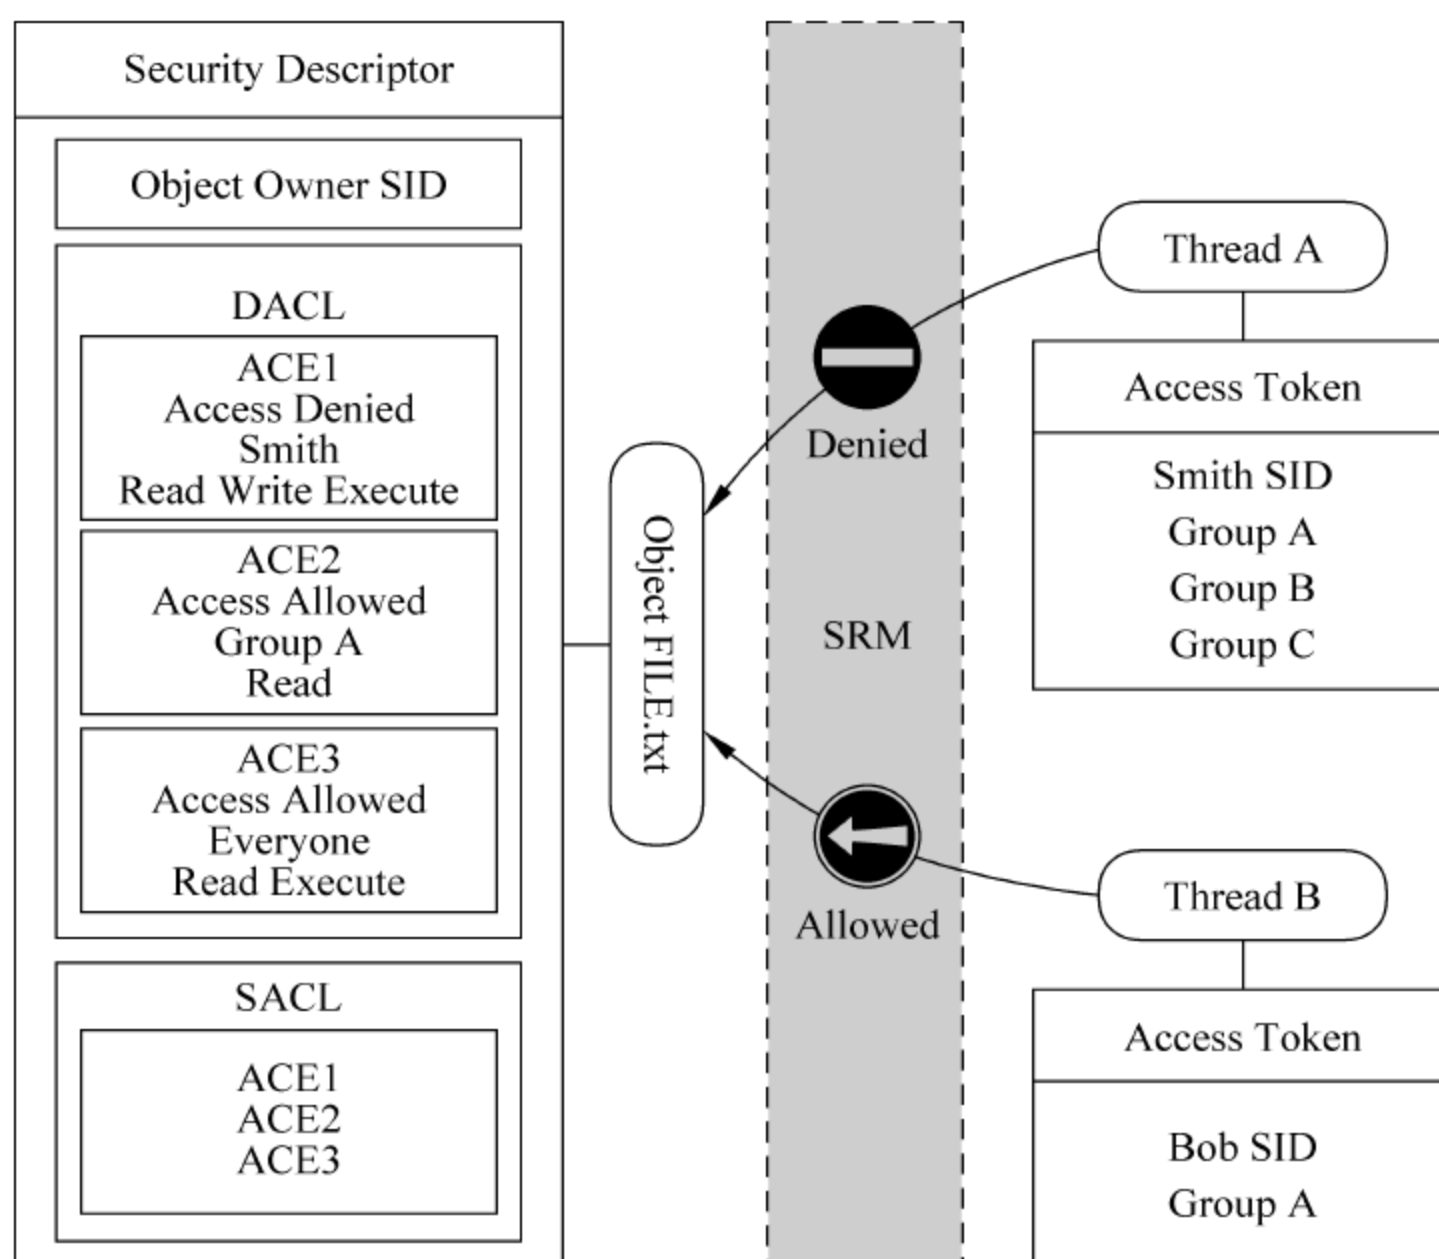 Security Descriptor
Object Owner SID
DACL
ACE1
Access Denied
Smith
Read Write Execute
ACE2
Access Allowed
Group A
Read
ACE3
Access Allowed
Everyone
Read Execute
SACL
ACE1
ACE2
ACE3
Object FILE.txt
Denied
SRM
Allowed
Thread A
Access Token
Smith SID
Group A
Group B
Group C
Thread B
Access Token
Bob SID
Group A